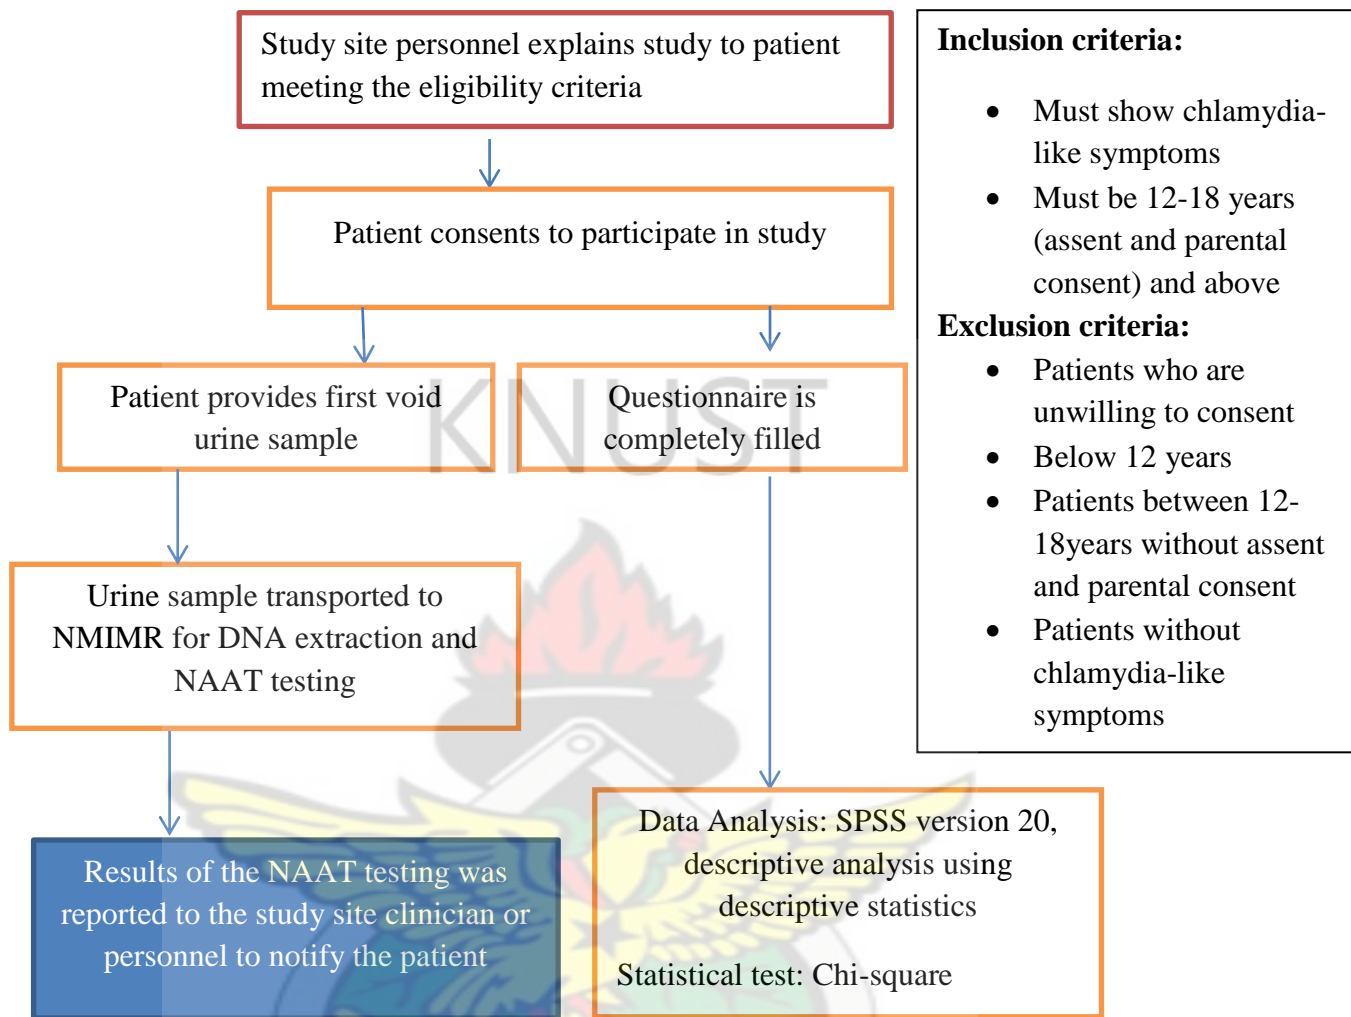 Study site personnel explains study to patient
meeting the eligibility criteria
Patient consents to participate in study
Patient provides first void
urine sample
Questionnaire is
completely filled
KNUST
Urine sample transported to
NMIMR for DNA extraction and
NAAT testing
Results of the NAAT testing was
reported to the study site clinician or
personnel to notify the patient
Data Analysis: SPSS version 20,
descriptive analysis using
descriptive statistics
Statistical test: Chi-square
Inclusion criteria:
• Must show chlamydia-
like symptoms
• Must be 12-18 years
(assent and parental
consent) and above
Exclusion criteria:
• Patients who are
unwilling to consent
• Below 12 years
• Patients between 12-
18years without assent
and parental consent
• Patients without
chlamydia-like
symptoms